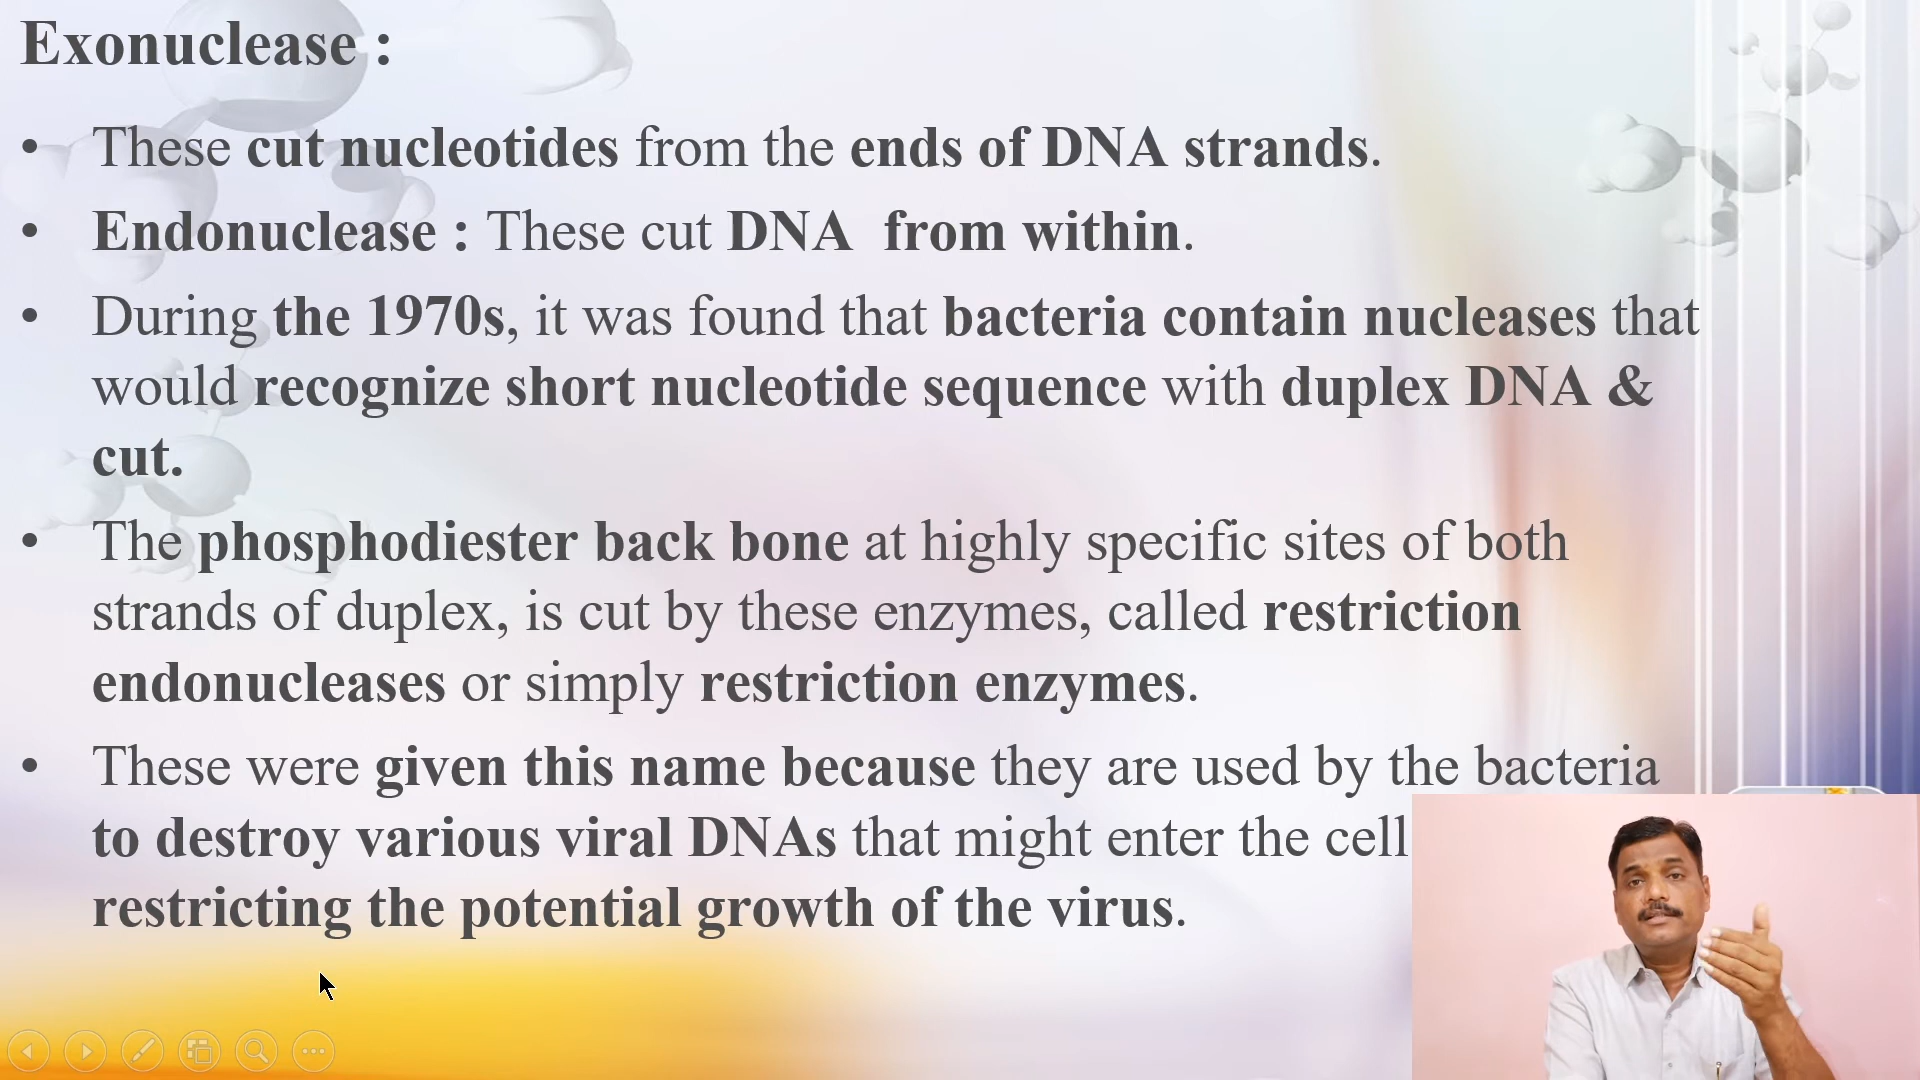 Exonuclease :
• These cut nucleotides from the ends of DNA strands.
• Endonuclease : These cut DNA from within.
• During the 1970s, it was found that bacteria contain nucleases that
would recognize short nucleotide sequence with duplex DNA &
cut.
• The phosphodiester back bone at highly specific sites of both
strands of duplex, is cut by these enzymes, called restriction
endonucleases or simply restriction enzymes.
• These were given this name because they are used by the bacteria
to destroy various viral DNAs that might enter the cell
restricting the potential growth of the virus.